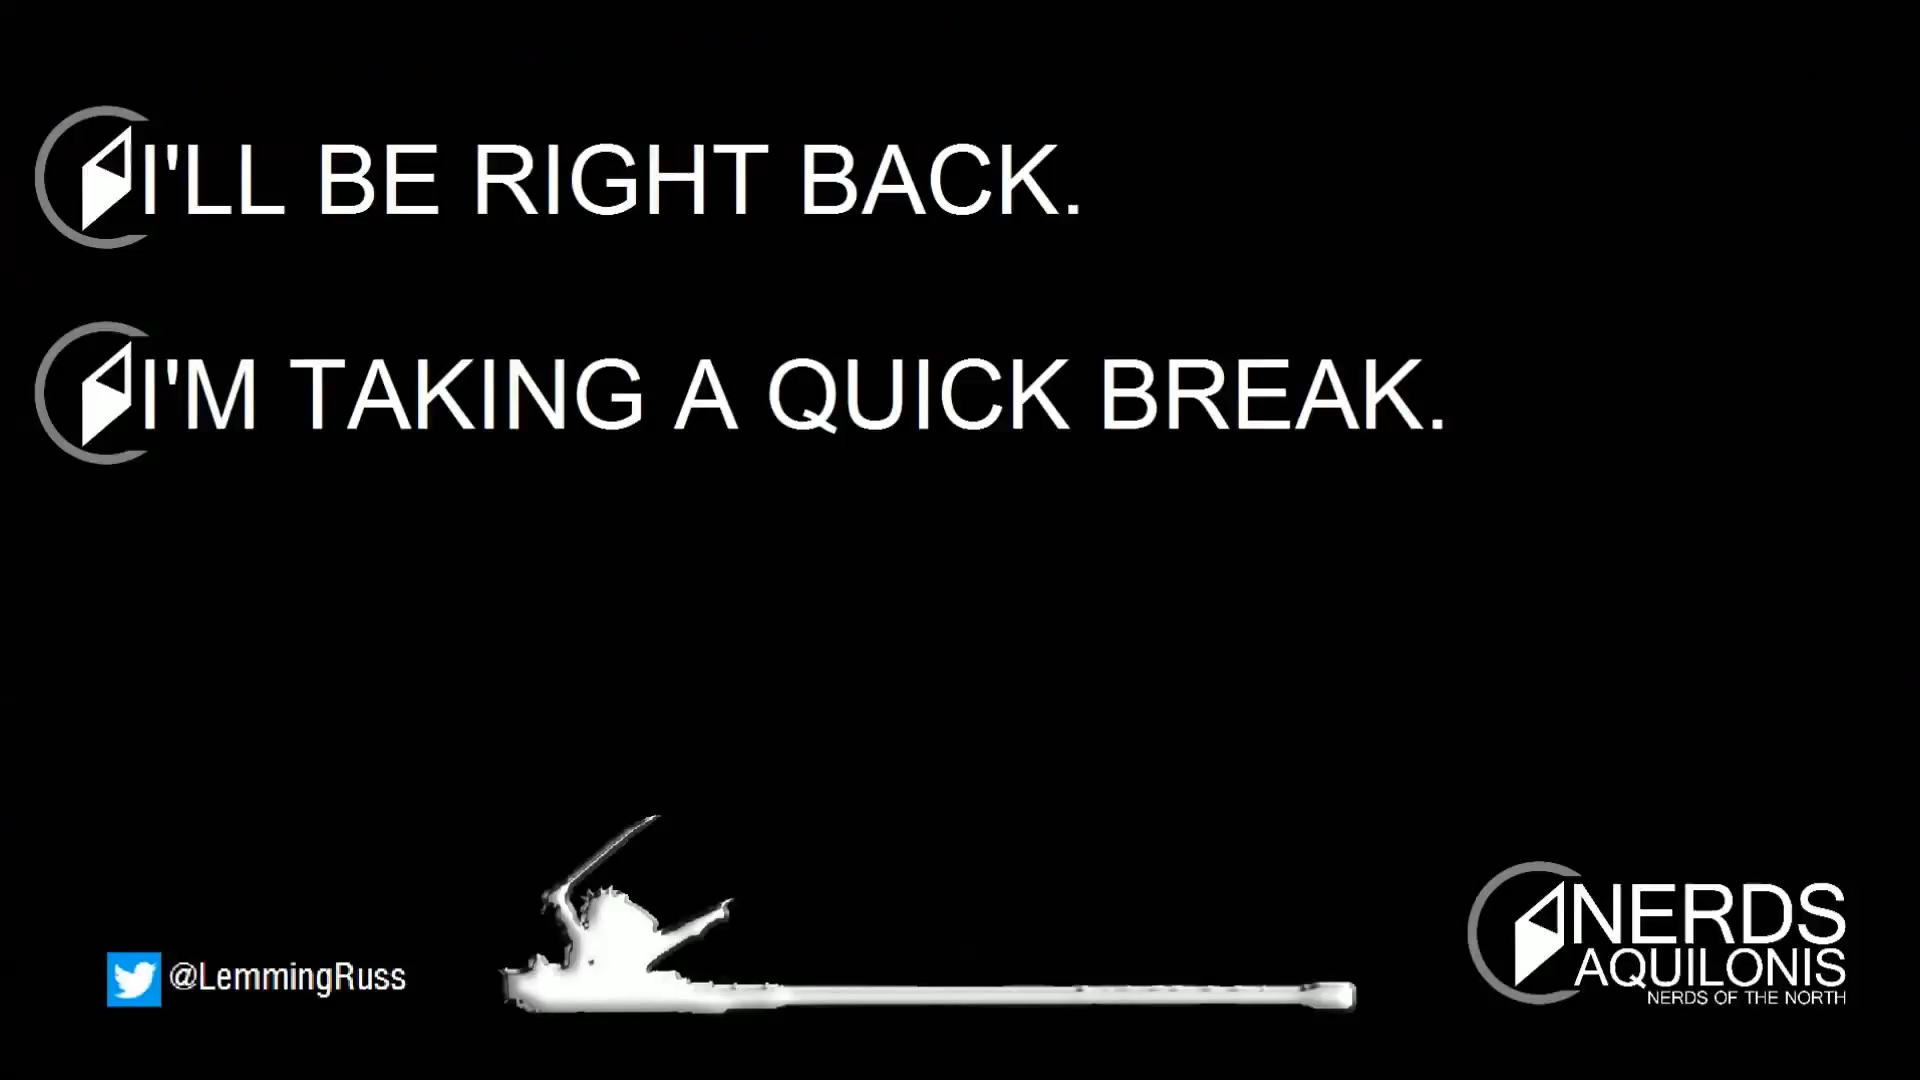 I'LL BE RIGHT BACK.
I'M TAKING A QUICK BREAK.
@LemmingRuss
NERDS
AQUILONIS
NERDS OF THE NORTH